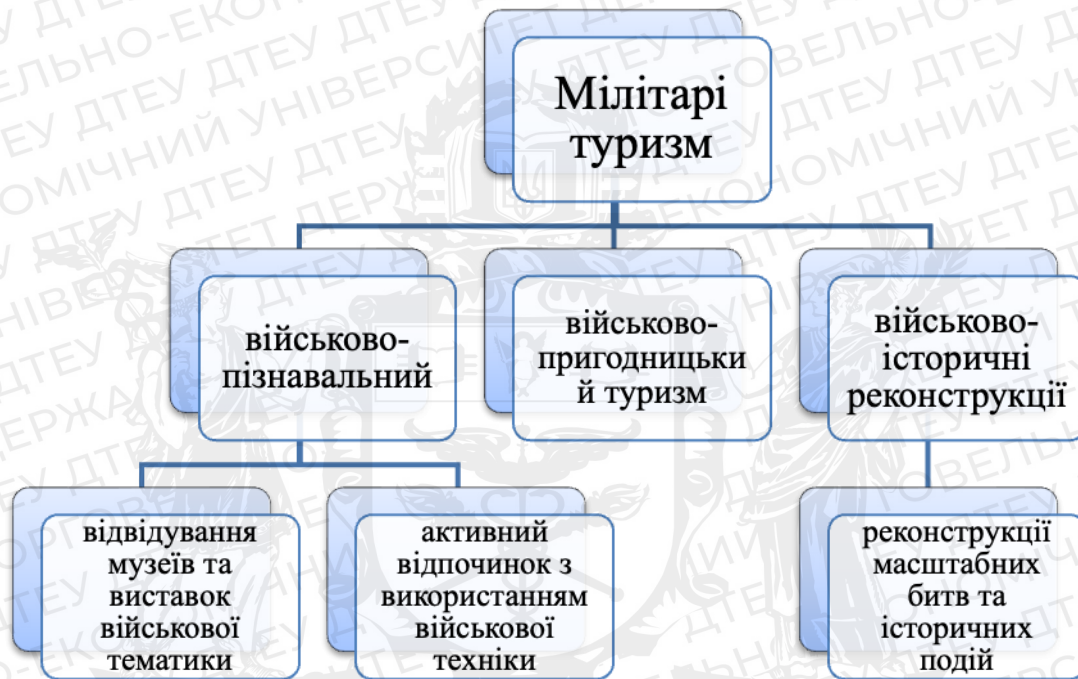 Мілітарі
туризм
військово-
пізнавальний
військово-
пригодницьки
й туризм
військово-
історичні
реконструкції
відвідування
музеїв та
виставок
військової
тематики
активний
відпочинок з
використанням
військової
техніки
реконструкції
масштабних
битв та
історичних
подій